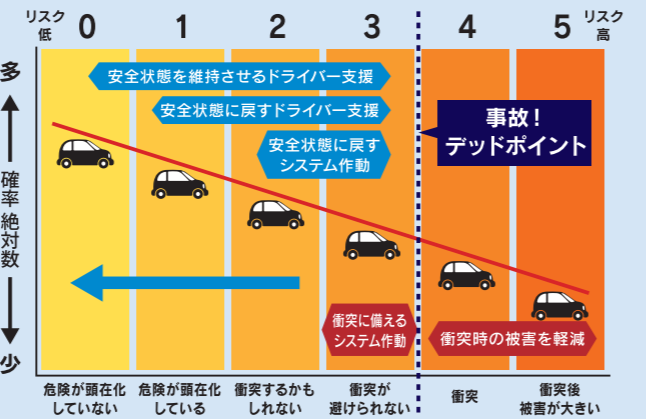 リスク
低
0
1
2
3
4
5
リスク
高
多
確率
絶対数
少
安全状態を維持させるドライバー支援
安全状態に戻すドライバー支援
安全状態に戻す
システム作動
事故！
デッドポイント
衝突に備える
システム作動
衝突時の被害を軽減
危険が顕在化
していない
危険が顕在化
している
衝突するかも
しれない
衝突が
避けられない
衝突
衝突後
被害が大きい